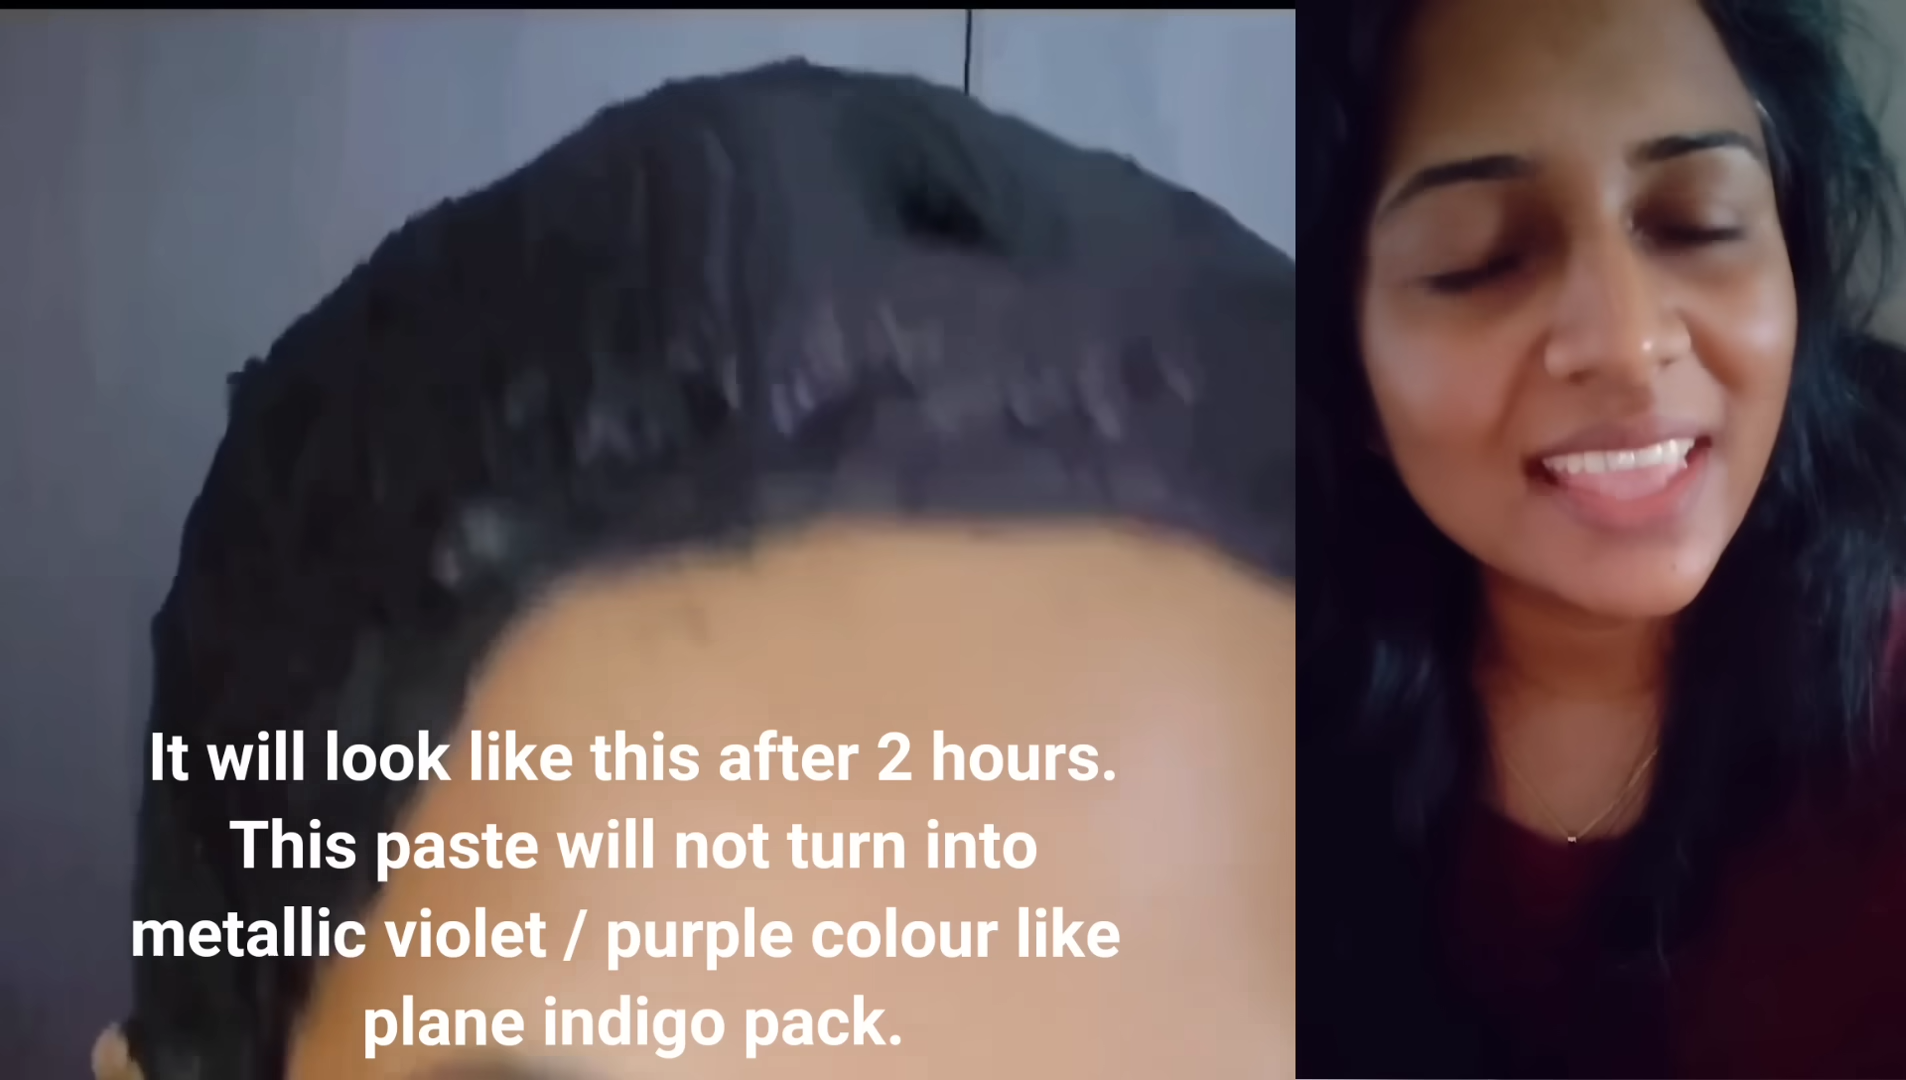 It will look like this after 2 hours.
This paste will not turn into
metallic violet / purple colour like
plane indigo pack.